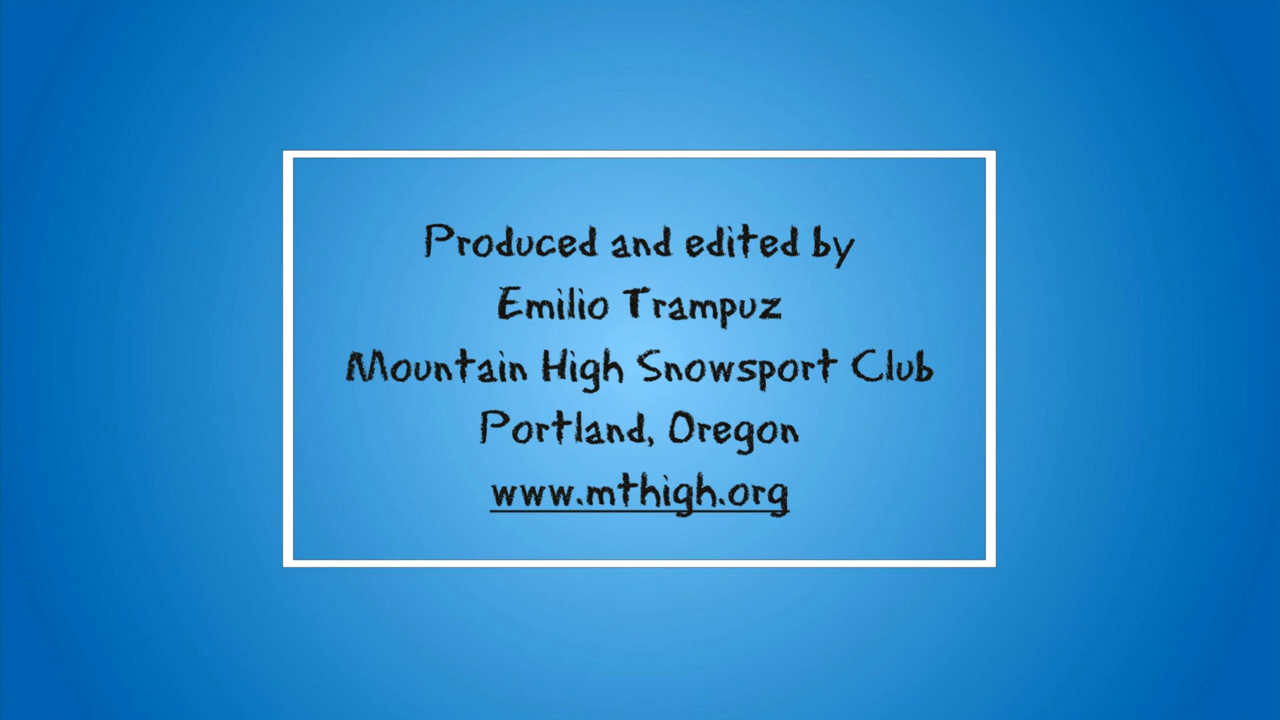 Produced and edited by
Emilio Trampuz
Mountain High Snowsport Club
Portland, Oregon
www.mthigh.org